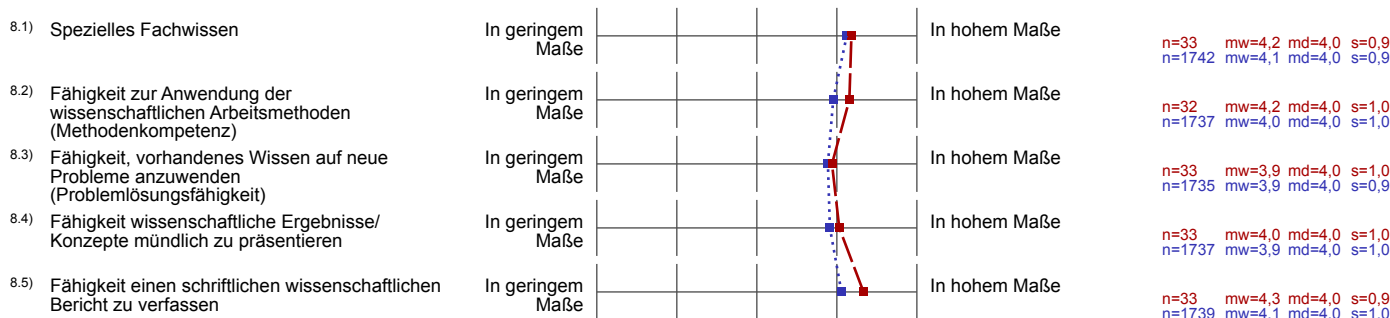 8.1) Spezielles Fachwissen In geringem Maße In hohem Maße
n=33 mw=4,2 md=4,0 s=0,9
n=1742 mw=4,1 md=4,0 s=0,9
8.2) Fähigkeit zur Anwendung der
wissenschaftlichen Arbeitsmethoden
(Methodenkompetenz)
In geringem
Maße
In hohem Maße
n=32 mw=4,2 md=4,0 s=1,0
n=1737 mw=4,0 md=4,0 s=1,0
8.3) Fähigkeit, vorhandenes Wissen auf neue
Probleme anzuwenden
(Problemlösungsfähigkeit)
In geringem
Maße
In hohem Maße
n=33 mw=3,9 md=4,0 s=1,0
n=1735 mw=3,9 md=4,0 s=0,9
8.4) Fähigkeit wissenschaftliche Ergebnisse/
Konzepte mündlich zu präsentieren
In geringem
Maße
In hohem Maße
n=33 mw=4,0 md=4,0 s=1,0
n=1737 mw=3,9 md=4,0 s=1,0
8.5) Fähigkeit einen schriftlichen wissenschaftlichen
Bericht zu verfassen
In geringem
Maße
In hohem Maße
n=33 mw=4,3 md=4,0 s=0,9
n=1739 mw=4,1 md=4,0 s=1,0